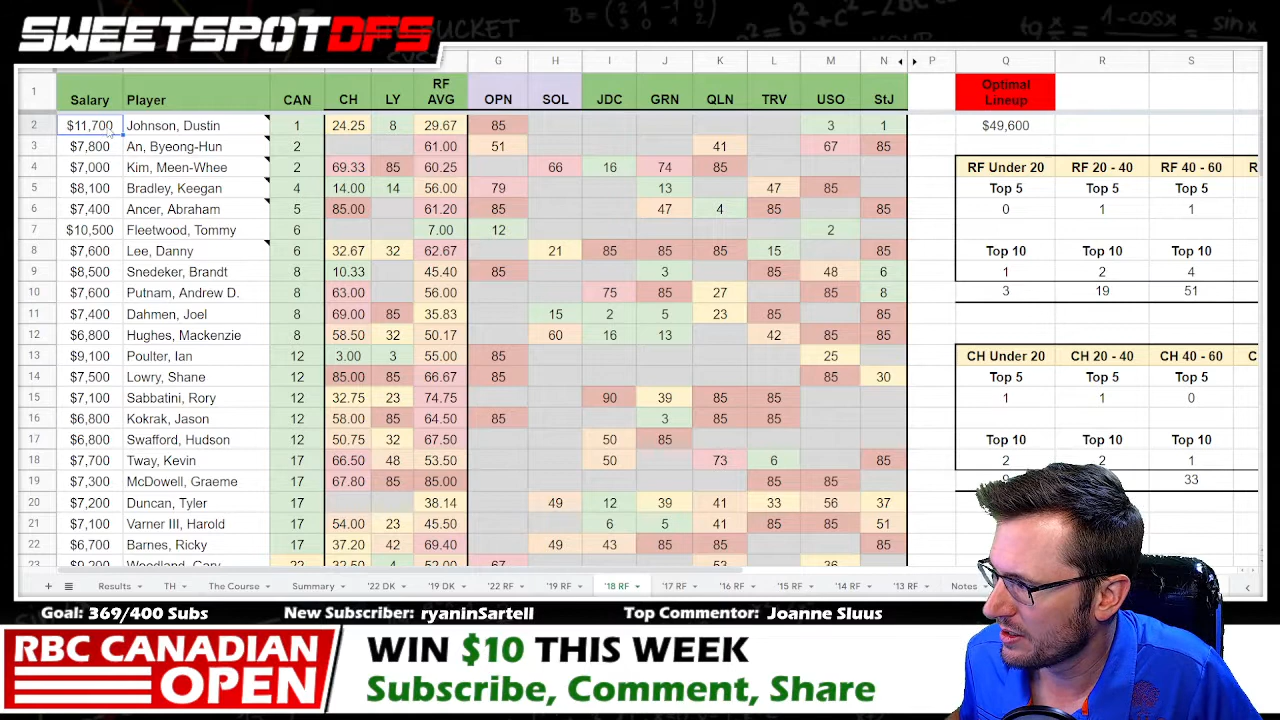 SWEETSPOTDFS
G H I J K L M N P Q R S
1 Salary Player CAN CH LY RF AVG OPN SOL JDC GRN QLN TRV USO StJ Optimal Lineup
2 $11,700 Johnson, Dustin 1 24.25 8 29.67 85 3 1 $49,600
3 $7,800 An, Byeong-Hun 2 61.00 51 41 67 85
4 $7,000 Kim, Meen-Whee 2 69.33 85 60.25 66 16 74 85 RF Under 20 RF 20 - 40 RF 40 - 60 R
5 $8,100 Bradley, Keegan 4 14.00 14 56.00 79 13 47 85 Top 5 Top 5 Top 5
6 $7,400 Ancer, Abraham 5 85.00 61.20 85 47 4 85 85 0 1 1
7 $10,500 Fleetwood, Tommy 6 7.00 12 2
8 $7,600 Lee, Danny 6 32.67 32 62.67 21 85 85 85 15 85 Top 10 Top 10 Top 10
9 $8,500 Snedeker, Brandt 8 10.33 45.40 85 3 85 48 6 1 2 4
10 $7,600 Putnam, Andrew D. 8 63.00 56.00 75 85 27 85 8 3 19 51
11 $7,400 Dahmen, Joel 8 69.00 85 35.83 15 2 5 23 85 85
12 $6,800 Hughes, Mackenzie 8 58.50 32 50.17 60 16 13 42 85 85
13 $9,100 Poulter, Ian 12 3.00 3 55.00 85 25 CH Under 20 CH 20 - 40 CH 40 - 60 C
14 $7,500 Lowry, Shane 12 85.00 85 66.67 85 85 30 Top 5 Top 5 Top 5
15 $7,100 Sabbatini, Rory 12 32.75 23 74.75 90 39 85 85 1 1 0
16 $6,800 Kokrak, Jason 12 58.00 85 64.50 85 3 85 85
17 $6,800 Swafford, Hudson 12 50.75 32 67.50 50 85 Top 10 Top 10 Top 10
18 $7,700 Tway, Kevin 17 66.50 48 53.50 50 73 6 85 2 2 1
19 $7,300 McDowell, Graeme 17 67.80 85 85.00 85 85 33
20 $7,200 Duncan, Tyler 17 38.14 49 12 39 41 33 56 37
21 $7,100 Varner III, Harold 17 54.00 23 45.50 6 5 41 85 85 51
22 $6,700 Barnes, Ricky 17 37.20 42 69.40 49 43 85 85 85
+ Results TH The Course Summary '22 DK '19 DK '22 RF '19 RF '18 RF '17 RF '16 RF '15 RF '14 RF '13 RF Notes
Goal: 369/400 Subs New Subscriber: ryaninSartell Top Commentor: Joanne Sluus
RBC CANADIAN OPEN
WIN $10 THIS WEEK
Subscribe, Comment, Share